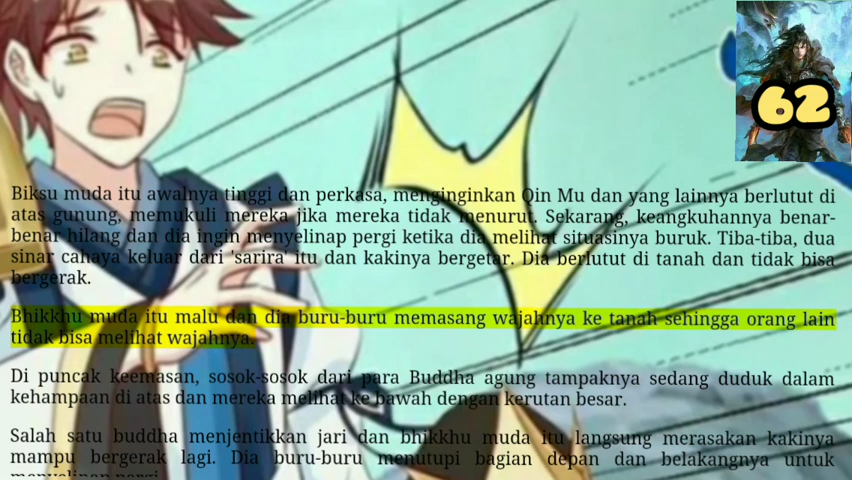 62
Biksu muda itu awalnya tinggi dan perkasa, menginginkan Qin Mu dan yang lainnya berlutut di
atas gunung, memukuli mereka jika mereka tidak menurut. Sekarang, keangkuhannya benar-
benar hilang dan dia ingin menyelinap pergi ketika dia melihat situasinya buruk. Tiba-tiba, dua
sinar cahaya keluar dari 'sarira' itu dan kakinya bergetar. Dia berlutut di tanah dan tidak bisa
bergerak.
Bhikkhu muda itu malu dan dia buru-buru memasang wajahnya ke tanah sehingga orang lain
tidak bisa melihat wajahnya.
Di puncak keemasan, sosok-sosok dari para Buddha agung tampaknya sedang duduk dalam
kehampaan di atas dan mereka melihat ke bawah dengan kerutan besar.
Salah satu buddha menjentikkan jari dan bhikkhu muda itu langsung merasakan kakinya
mampu bergerak lagi. Dia buru-buru menutupi bagian depan dan belakangnya untuk